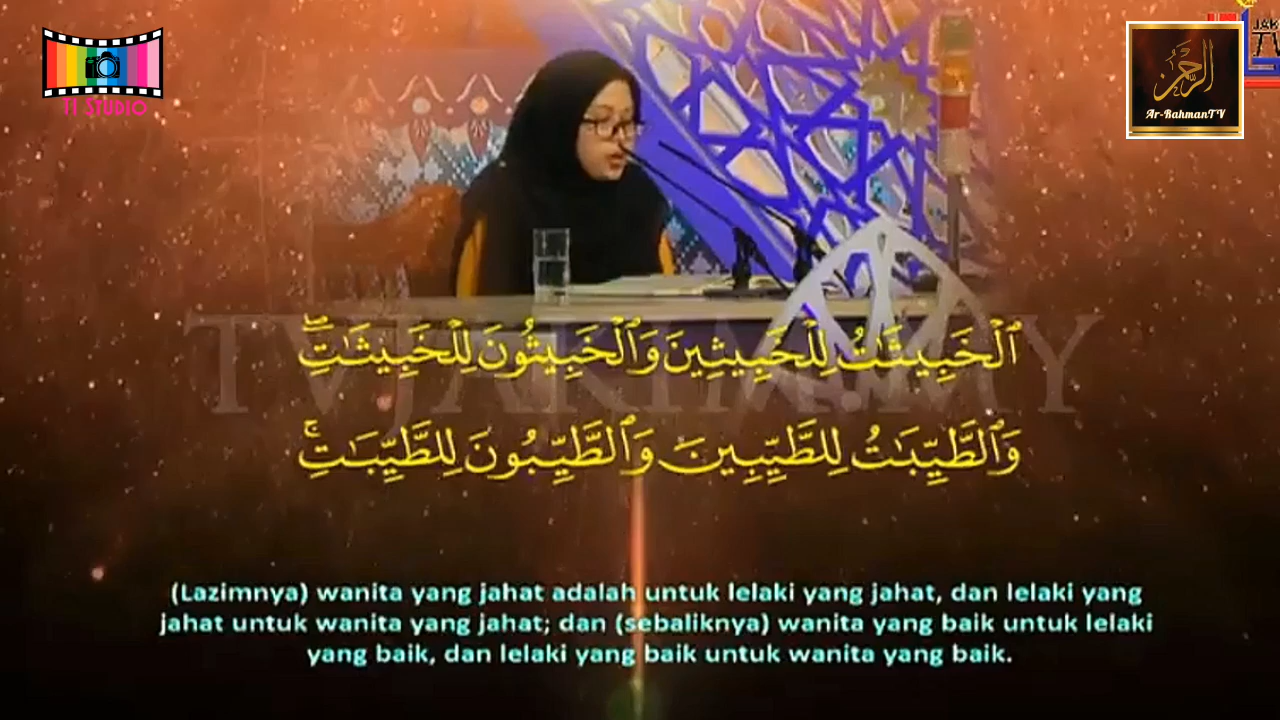 TI STUDIO
الرحمن
Ar-RahmanTV
JAK
TV
ٱلْخَبِيثَـٰتُ لِلْخَبِيثِينَ وَٱلْخَبِيثُونَ لِلْخَبِيثَـٰتِ ۖ
TVJAKIM.MY
وَٱلطَّيِّبَـٰتُ لِلطَّيِّبِينَ وَٱلطَّيِّبُونَ لِلطَّيِّبَـٰتِ ۚ
(Lazimnya) wanita yang jahat adalah untuk lelaki yang jahat, dan lelaki yang
jahat untuk wanita yang jahat; dan (sebaliknya) wanita yang baik untuk lelaki
yang baik, dan lelaki yang baik untuk wanita yang baik.